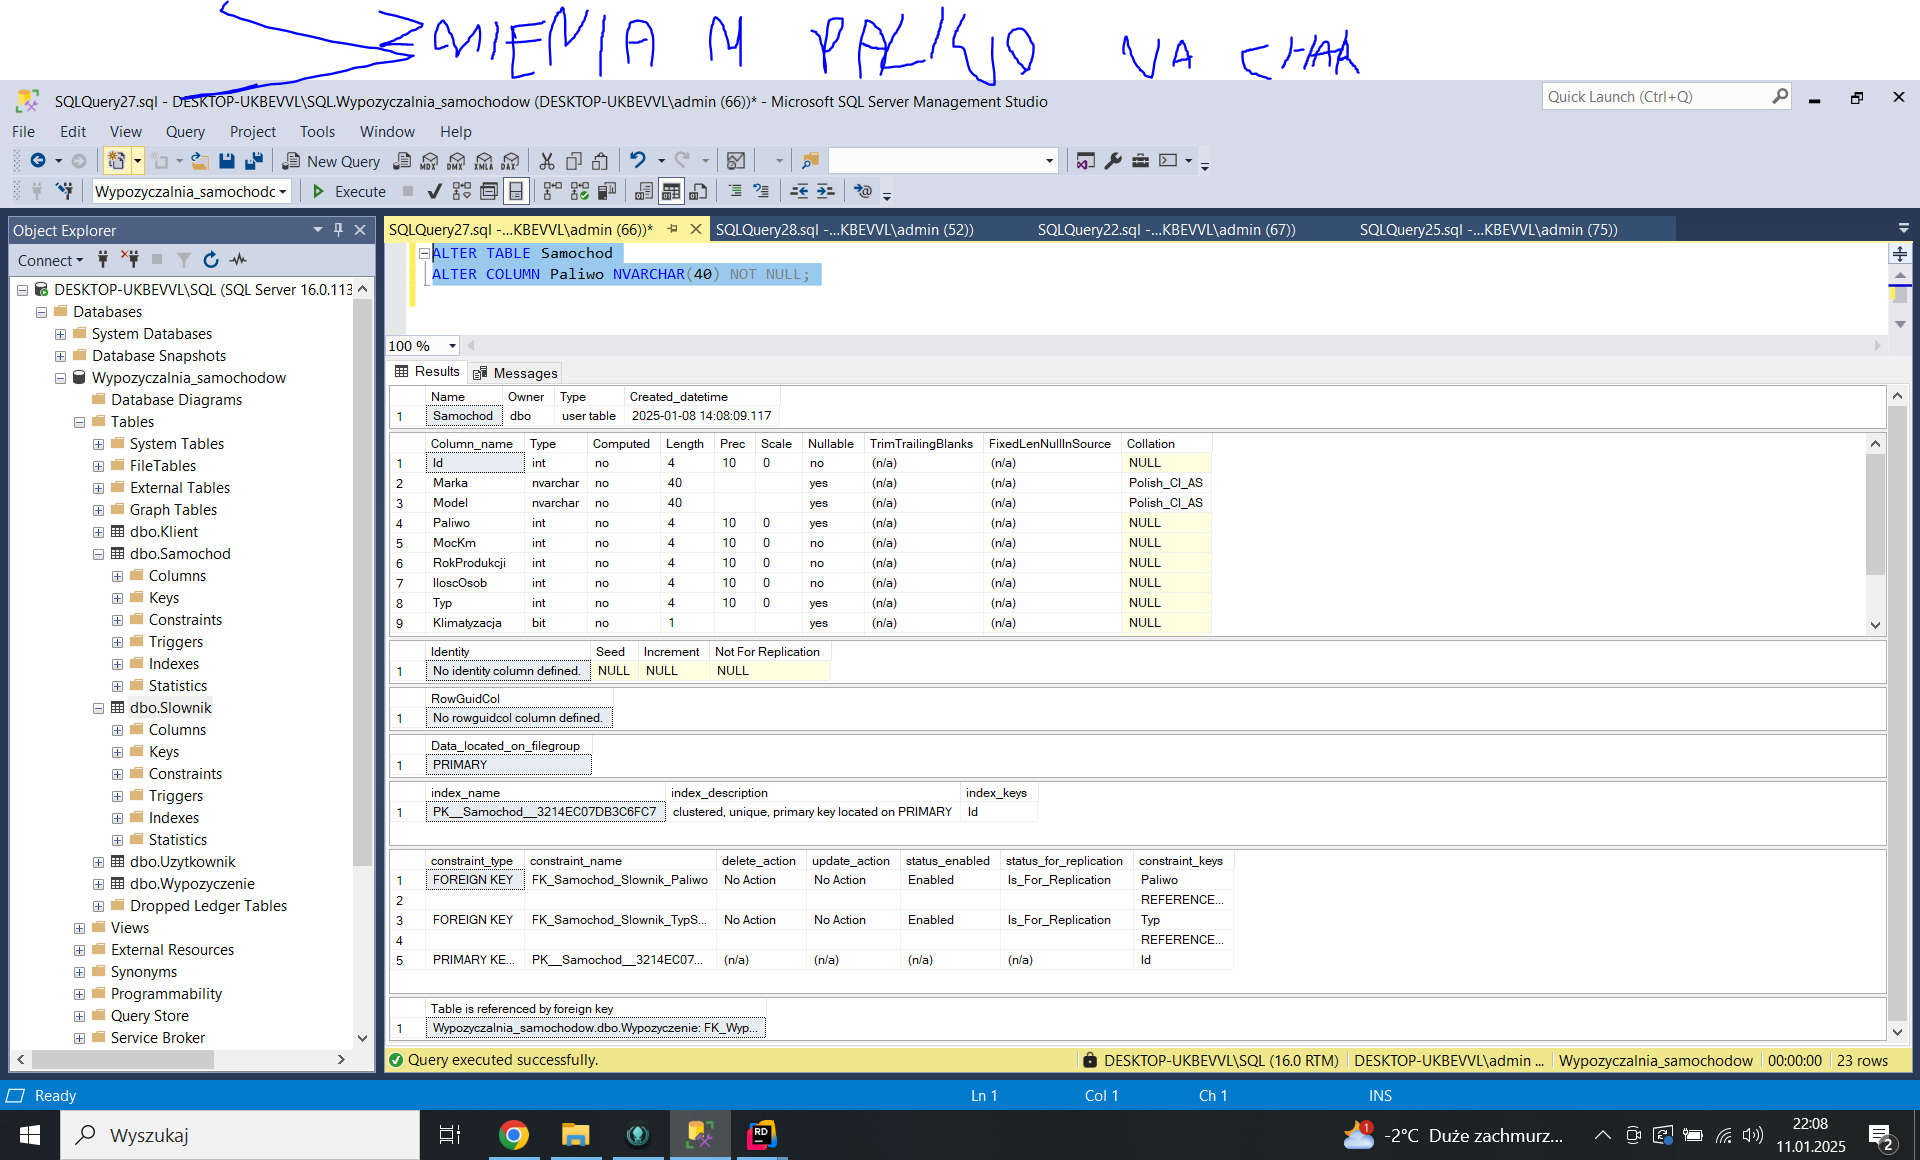 ZMIENIAM PALIWO NA CHAR
SQLQuery27.sql - DESKTOP-UKBEVVL\SQL.Wypozyczalnia_samochodow (DESKTOP-UKBEVVL\admin (66))* - Microsoft SQL Server Management Studio
Quick Launch (Ctrl+Q)
File Edit View Query Project Tools Window Help
New Query MDX DMX XMLA DAX
Wypozyczalnia_samochodc Execute
Object Explorer
Connect
DESKTOP-UKBEVVL\SQL (SQL Server 16.0.113
Databases
System Databases
Database Snapshots
Wypozyczalnia_samochodow
Database Diagrams
Tables
System Tables
FileTables
External Tables
Graph Tables
dbo.Klient
dbo.Samochod
Columns
Keys
Constraints
Triggers
Indexes
Statistics
dbo.Slownik
Columns
Keys
Constraints
Triggers
Indexes
Statistics
dbo.Uzytkownik
dbo.Wypozyczenie
Dropped Ledger Tables
Views
External Resources
Synonyms
Programmability
Query Store
Service Broker
SQLQuery27.sql -...KBEVVL\admin (66))* SQLQuery28.sql -...KBEVVL\admin (52)) SQLQuery22.sql -...KBEVVL\admin (67)) SQLQuery25.sql -...KBEVVL\admin (75))
ALTER TABLE Samochod
ALTER COLUMN Paliwo NVARCHAR(40) NOT NULL;
100 %
Results Messages
Name Owner Type Created_datetime
1 Samochod dbo user table 2025-01-08 14:08:09.117
Column_name Type Computed Length Prec Scale Nullable TrimTrailingBlanks FixedLenNullInSource Collation
1 Id int no 4 10 0 no (n/a) (n/a) NULL
2 Marka nvarchar no 40 yes (n/a) (n/a) Polish_CI_AS
3 Model nvarchar no 40 yes (n/a) (n/a) Polish_CI_AS
4 Paliwo int no 4 10 0 yes (n/a) (n/a) NULL
5 MocKm int no 4 10 0 no (n/a) (n/a) NULL
6 RokProdukcji int no 4 10 0 no (n/a) (n/a) NULL
7 IloscOsob int no 4 10 0 no (n/a) (n/a) NULL
8 Typ int no 4 10 0 yes (n/a) (n/a) NULL
9 Klimatyzacja bit no 1 yes (n/a) (n/a) NULL
Identity Seed Increment Not For Replication
1 No identity column defined. NULL NULL NULL
RowGuidCol
1 No rowguidcol column defined.
Data_located_on_filegroup
1 PRIMARY
index_name index_description index_keys
1 PK__Samochod__3214EC07DB3C6FC7 clustered, unique, primary key located on PRIMARY Id
constraint_type constraint_name delete_action update_action status_enabled status_for_replication constraint_keys
1 FOREIGN KEY FK_Samochod_Slownik_Paliwo No Action No Action Enabled Is_For_Replication Paliwo
2 REFERENCE...
3 FOREIGN KEY FK_Samochod_Slownik_TypS... No Action No Action Enabled Is_For_Replication Typ
4 REFERENCE...
5 PRIMARY KE... PK__Samochod__3214EC07... (n/a) (n/a) (n/a) (n/a) Id
Table is referenced by foreign key
1 Wypozyczalnia_samochodow.dbo.Wypozyczenie: FK_Wyp...
Query executed successfully. DESKTOP-UKBEVVL\SQL (16.0 RTM) DESKTOP-UKBEVVL\admin ... Wypozyczalnia_samochodow 00:00:00 23 rows
Ready Ln 1 Col 1 Ch 1 INS
Wyszukaj RD 1 -2°C Duże zachmurz... 22:08
11.01.2025 2